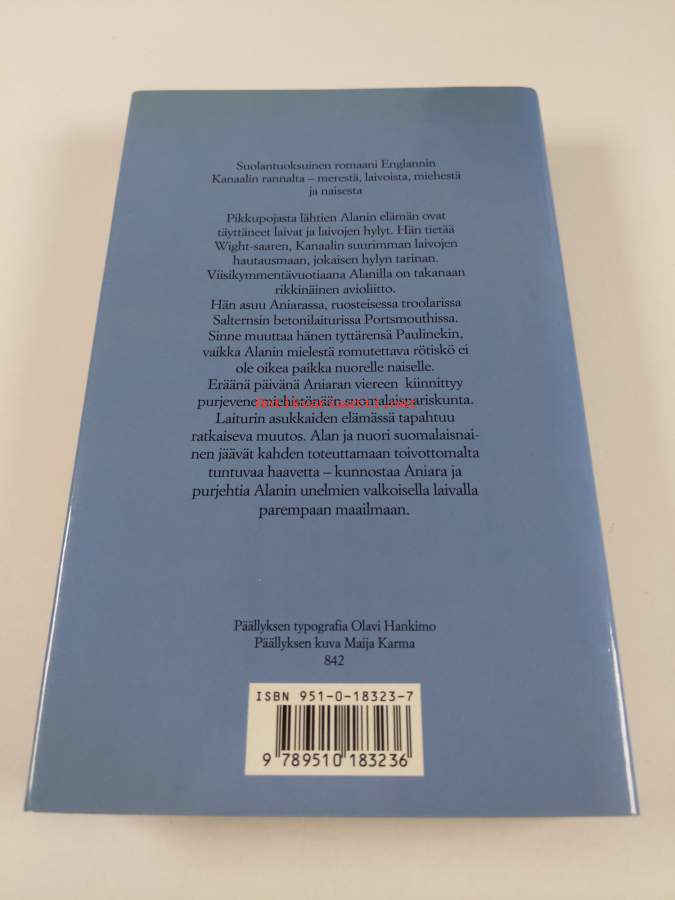 Suolantuoksuinen romaani Englannin
Kanaalin rannalta – merestä, laivoista, miehestä
ja naisesta
Pikkupojasta lähtien Alanin elämän ovat
täyttäneet laivat ja laivojen hylyt. Hän tietää
Wight-saaren, Kanaalin suurimman laivojen
hautausmaan, jokaisen hylyn tarinan.
Viisikymmentävuotiaana Alanilla on takanaan
rikkinäinen avioliitto.
Hän asuu Aniarassa, ruosteisessa troolarissa
Salternsin betonilaiturissa Portsmouthissa.
Sinne muuttaa hänen tyttärensä Paulinekin,
vaikka Alanin mielestä romutettava rötiskö ei
ole oikea paikka nuorelle naiselle.
Eräänä päivänä Aniaran viereen kiinnittyy
purjevene miehistönään suomalaispariskunta.
Laiturin asukkaiden elämässä tapahtuu
ratkaiseva muutos. Alan ja nuori suomalaisnai-
nen jäävät kahden toteuttamaan toivottomalta
tuntuvaa haavetta – kunnostaa Aniara ja
purjehtia Alanin unelmien valkoisella laivalla
parempaan maailmaan.
Päällyksen typografia Olavi Hankimo
Päällyksen kuva Maija Karma
842
ISBN 951-0-18323-7
9 789510 183236